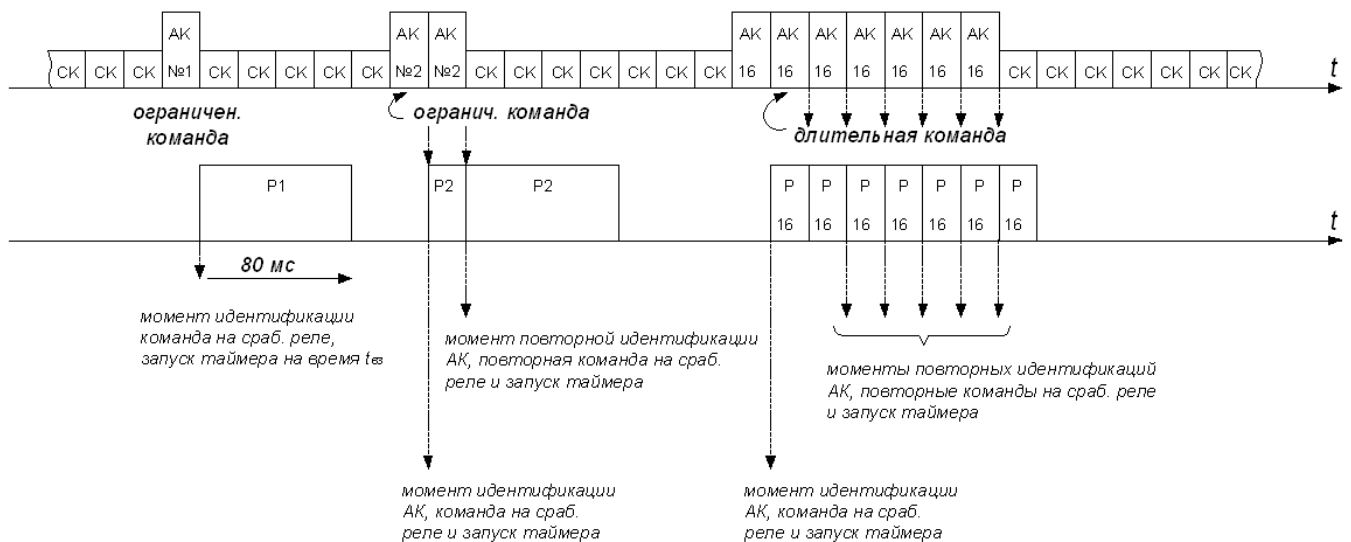 АК АК АК АК АК АК АК АК АК АК
СК СК СК №1 СК СК СК СК СК №2 №2 СК СК СК СК СК СК СК 16 16 16 16 16 16 16 СК СК СК СК СК СК СК
t
ограничен.
команда
огранич. команда
длительная команда
P1 P2 P2 P P P P P P P
16 16 16 16 16 16 16
t
80 мс
момент идентификации
команда на сраб. реле,
запуск таймера на время tвз
момент повторной идентификации
АК, повторная команда на сраб.
реле и запуск таймера
моменты повторных идентификаций
АК, повторные команды на сраб. реле
и запуск таймера
момент идентификации
АК, команда на сраб.
реле и запуск таймера
момент идентификации
АК, команда на сраб.
реле и запуск таймера